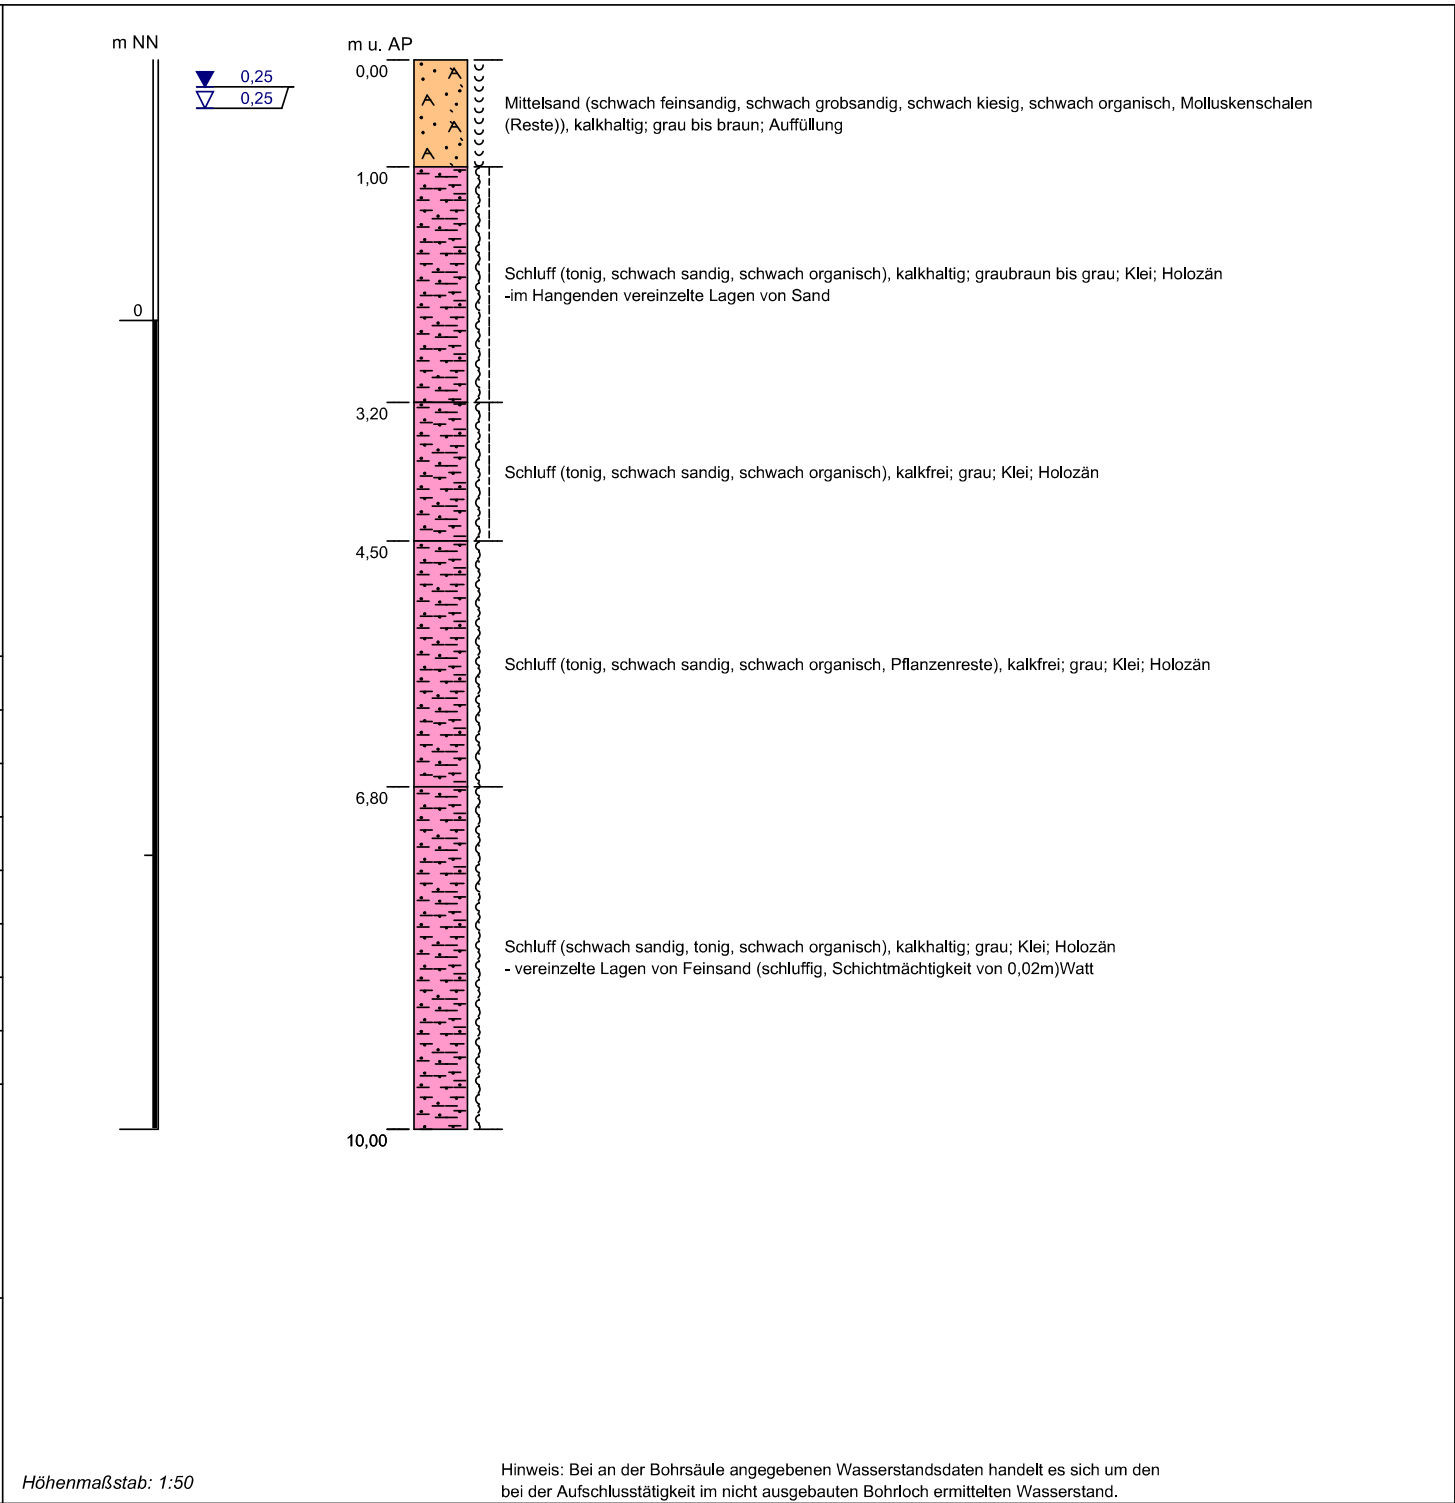 m NN
m u. AP
0,25
0,25
0,00
Mittelsand (schwach feinsandig, schwach grobsandig, schwach kiesig, schwach organisch, Molluskenschalen
(Reste)), kalkhaltig; grau bis braun; Auffüllung
1,00
Schluff (tonig, schwach sandig, schwach organisch), kalkhaltig; graubraun bis grau; Klei; Holozän
-im Hangenden vereinzelte Lagen von Sand
0
3,20
Schluff (tonig, schwach sandig, schwach organisch), kalkfrei; grau; Klei; Holozän
4,50
Schluff (tonig, schwach sandig, schwach organisch, Pflanzenreste), kalkfrei; grau; Klei; Holozän
6,80
Schluff (schwach sandig, tonig, schwach organisch), kalkhaltig; grau; Klei; Holozän
- vereinzelte Lagen von Feinsand (schluffig, Schichtmächtigkeit von 0,02m)Watt
10,00
Höhenmaßstab: 1:50
Hinweis: Bei an der Bohrsäule angegebenen Wasserstandsdaten handelt es sich um den
bei der Aufschlusstätigkeit im nicht ausgebauten Bohrloch ermittelten Wasserstand.